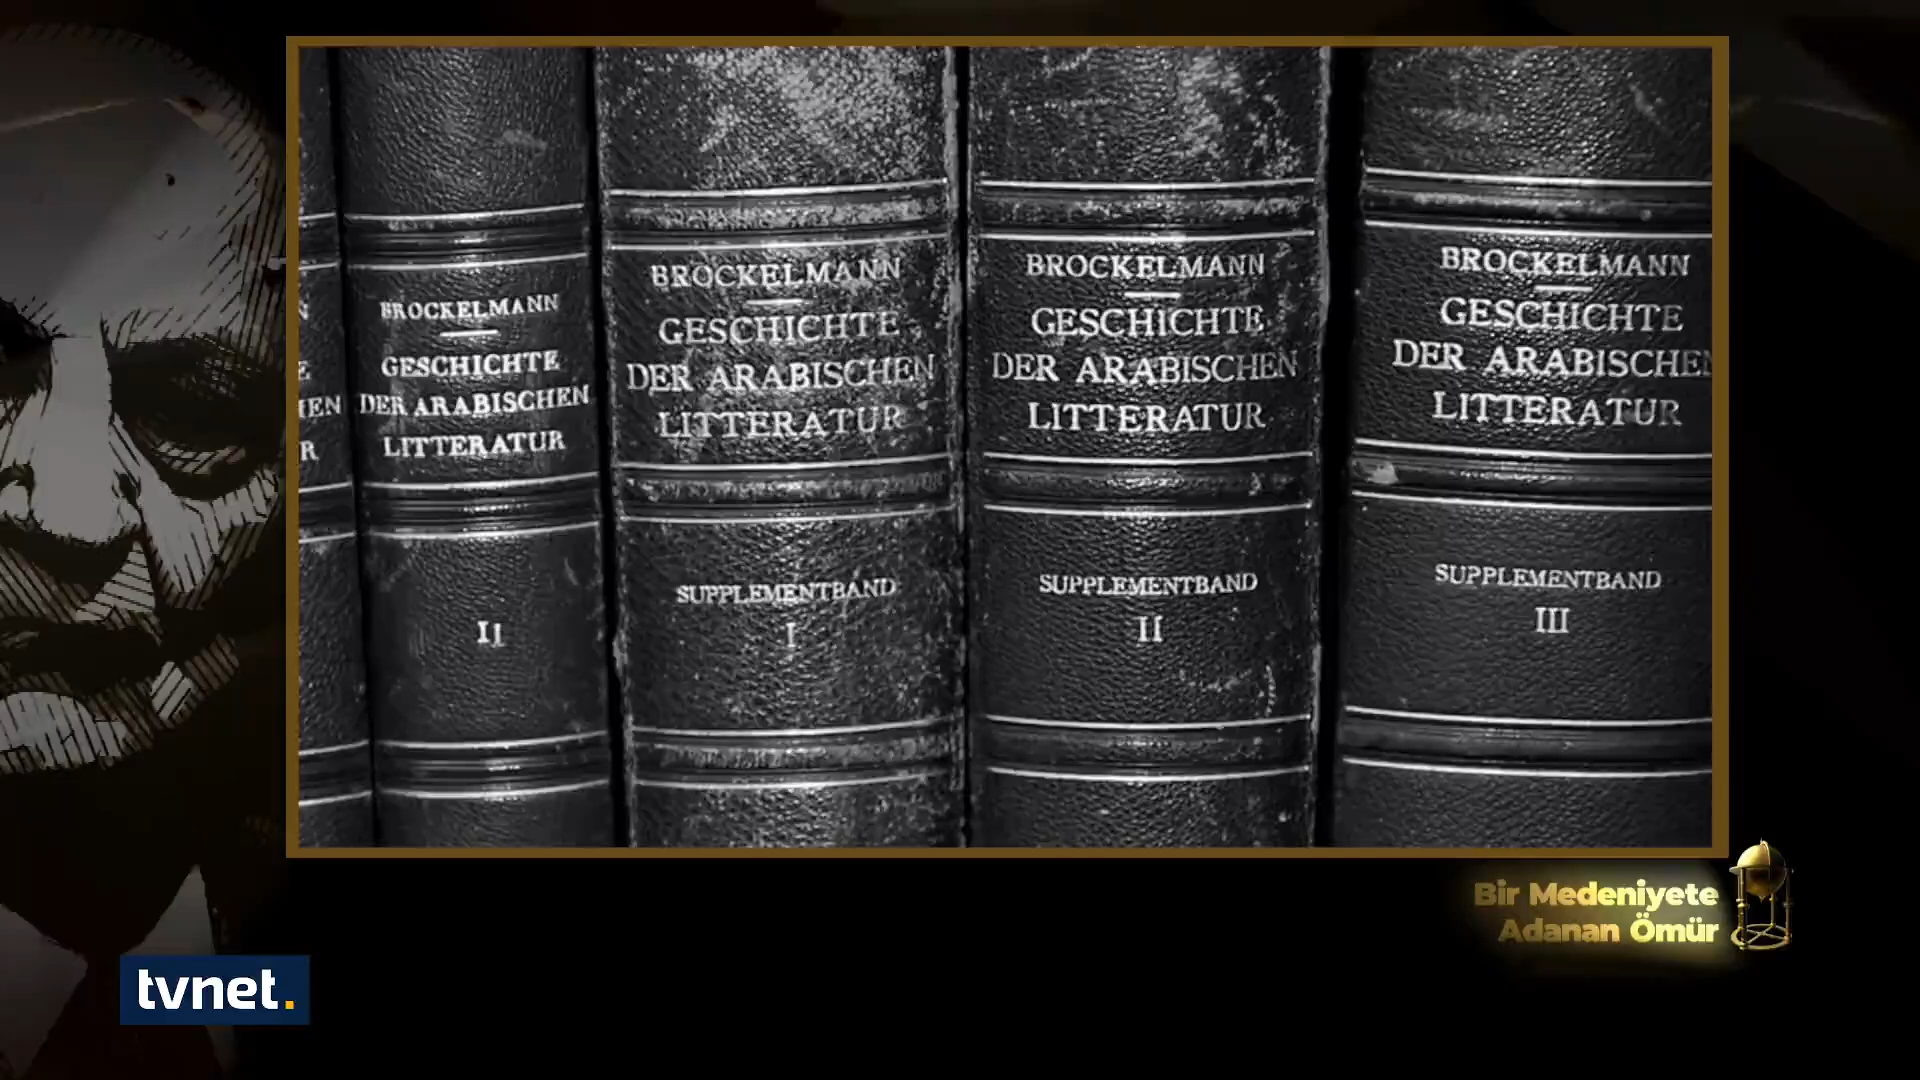 BROCKELMANN
GESCHICHTE
DER ARABISCHEN
LITTERATUR
II
BROCKELMANN
GESCHICHTE
DER ARABISCHEN
LITTERATUR
SUPPLEMENTBAND
I
BROCKELMANN
GESCHICHTE
DER ARABISCHEN
LITTERATUR
SUPPLEMENTBAND
II
BROCKELMANN
GESCHICHTE
DER ARABISCHEN
LITTERATUR
SUPPLEMENTBAND
III
Bir Medeniyete
Adanan Ömür
tvnet.